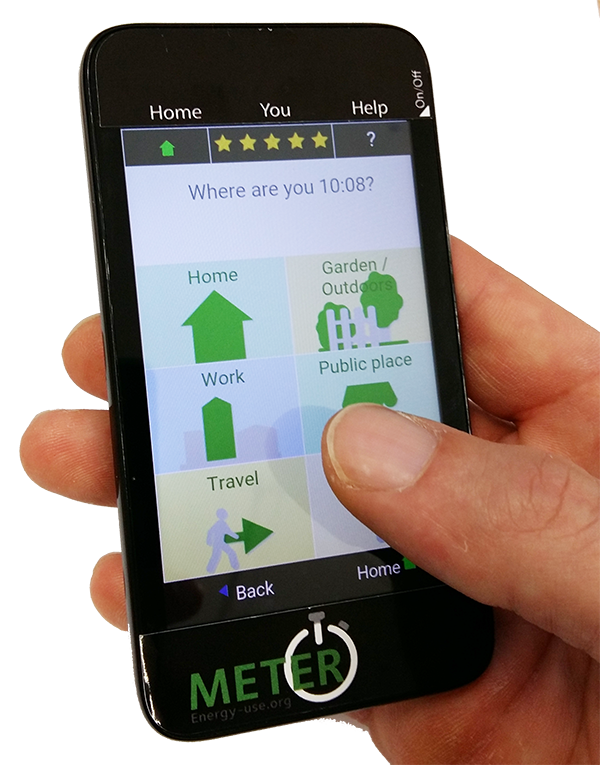 On/Off
Home You Help
?
Where are you 10:08?
Home
Garden /
Outdoors
Work
Public place
Travel
Back
Home
METER
Energy-use.org